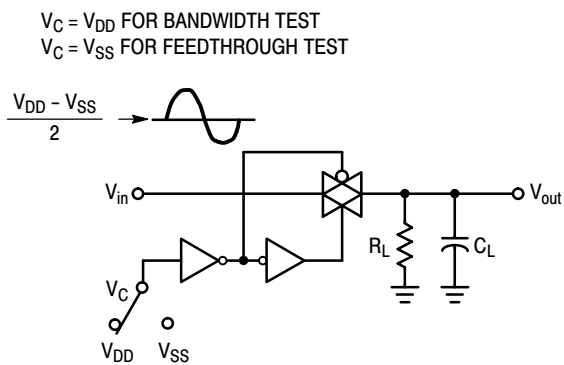 V_C = V_DD FOR BANDWIDTH TEST
V_C = V_SS FOR FEEDTHROUGH TEST
V_DD – V_SS
2
V_in
V_out
R_L
C_L
V_C
V_DD
V_SS